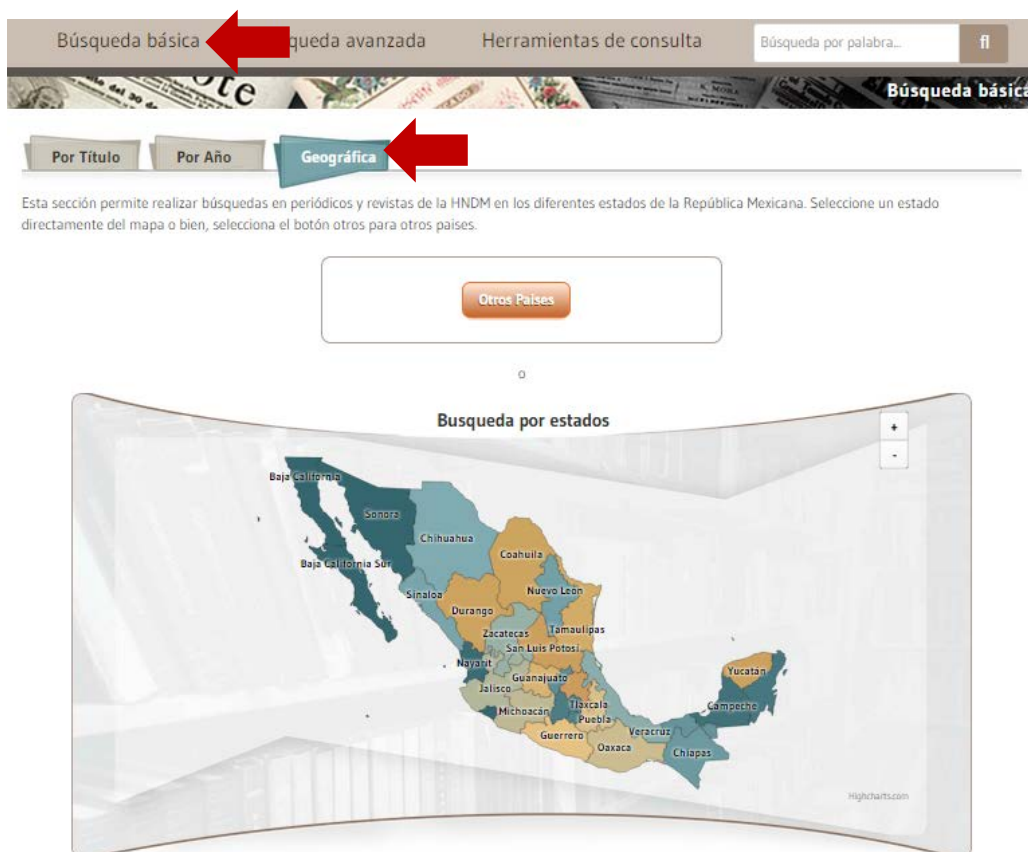 Búsqueda básica queda avanzada Herramientas de consulta Búsqueda por palabra... fl
Búsqueda básica
Por Título Por Año Geográfica
Esta sección permite realizar búsquedas en periódicos y revistas de la HNDM en los diferentes estados de la República Mexicana. Seleccione un estado
directamente del mapa o bien, selecciona el botón otros para otros paises.
Otros Paises
o
Busqueda por estados
+
-
Baja California
Sonora
Chihuahua
Coahuila
Baja California Sur
Nuevo León
Sinaloa
Durango
Tamaulipas
Zacatecas
San Luis Potosí
Nayarit
Yucatán
Guanajuato
Jalisco
Tlaxcala
Campeche
Michoacán
Puebla
Veracruz
Guerrero
Oaxaca
Chiapas
Highcharts.com